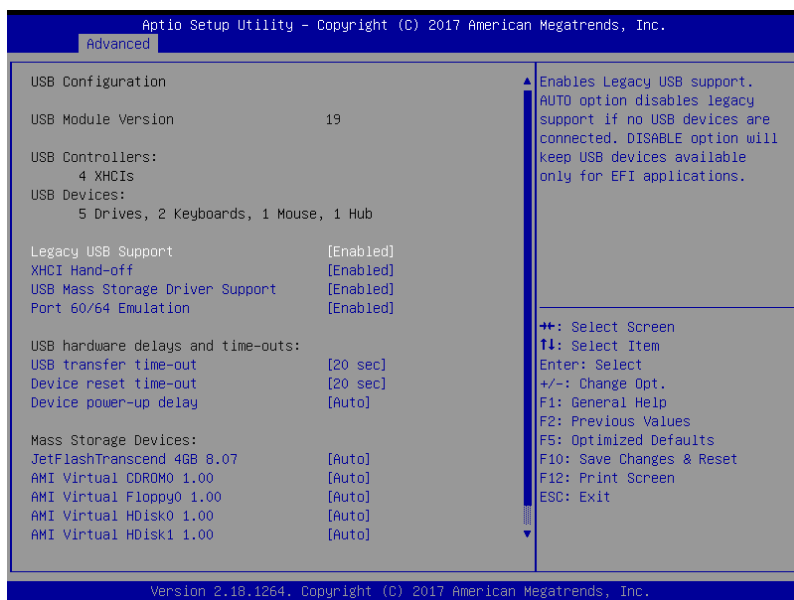 Aptio Setup Utility – Copyright (C) 2017 American Megatrends, Inc.
Advanced
USB Configuration
USB Module Version 19
USB Controllers:
4 XHCIs
USB Devices:
5 Drives, 2 Keyboards, 1 Mouse, 1 Hub
Legacy USB Support [Enabled]
XHCI Hand-off [Enabled]
USB Mass Storage Driver Support [Enabled]
Port 60/64 Emulation [Enabled]
USB hardware delays and time-outs:
USB transfer time-out [20 sec]
Device reset time-out [20 sec]
Device power-up delay [Auto]
Mass Storage Devices:
JetFlashTranscend 4GB 8.07 [Auto]
AMI Virtual CDROM0 1.00 [Auto]
AMI Virtual Floppy0 1.00 [Auto]
AMI Virtual HDisk0 1.00 [Auto]
AMI Virtual HDisk1 1.00 [Auto]
Enables Legacy USB support.
AUTO option disables legacy
support if no USB devices are
connected. DISABLE option will
keep USB devices available
only for EFI applications.
→←: Select Screen
↑↓: Select Item
Enter: Select
+/-: Change Opt.
F1: General Help
F2: Previous Values
F5: Optimized Defaults
F10: Save Changes & Reset
F12: Print Screen
ESC: Exit
Version 2.18.1264. Copyright (C) 2017 American Megatrends, Inc.